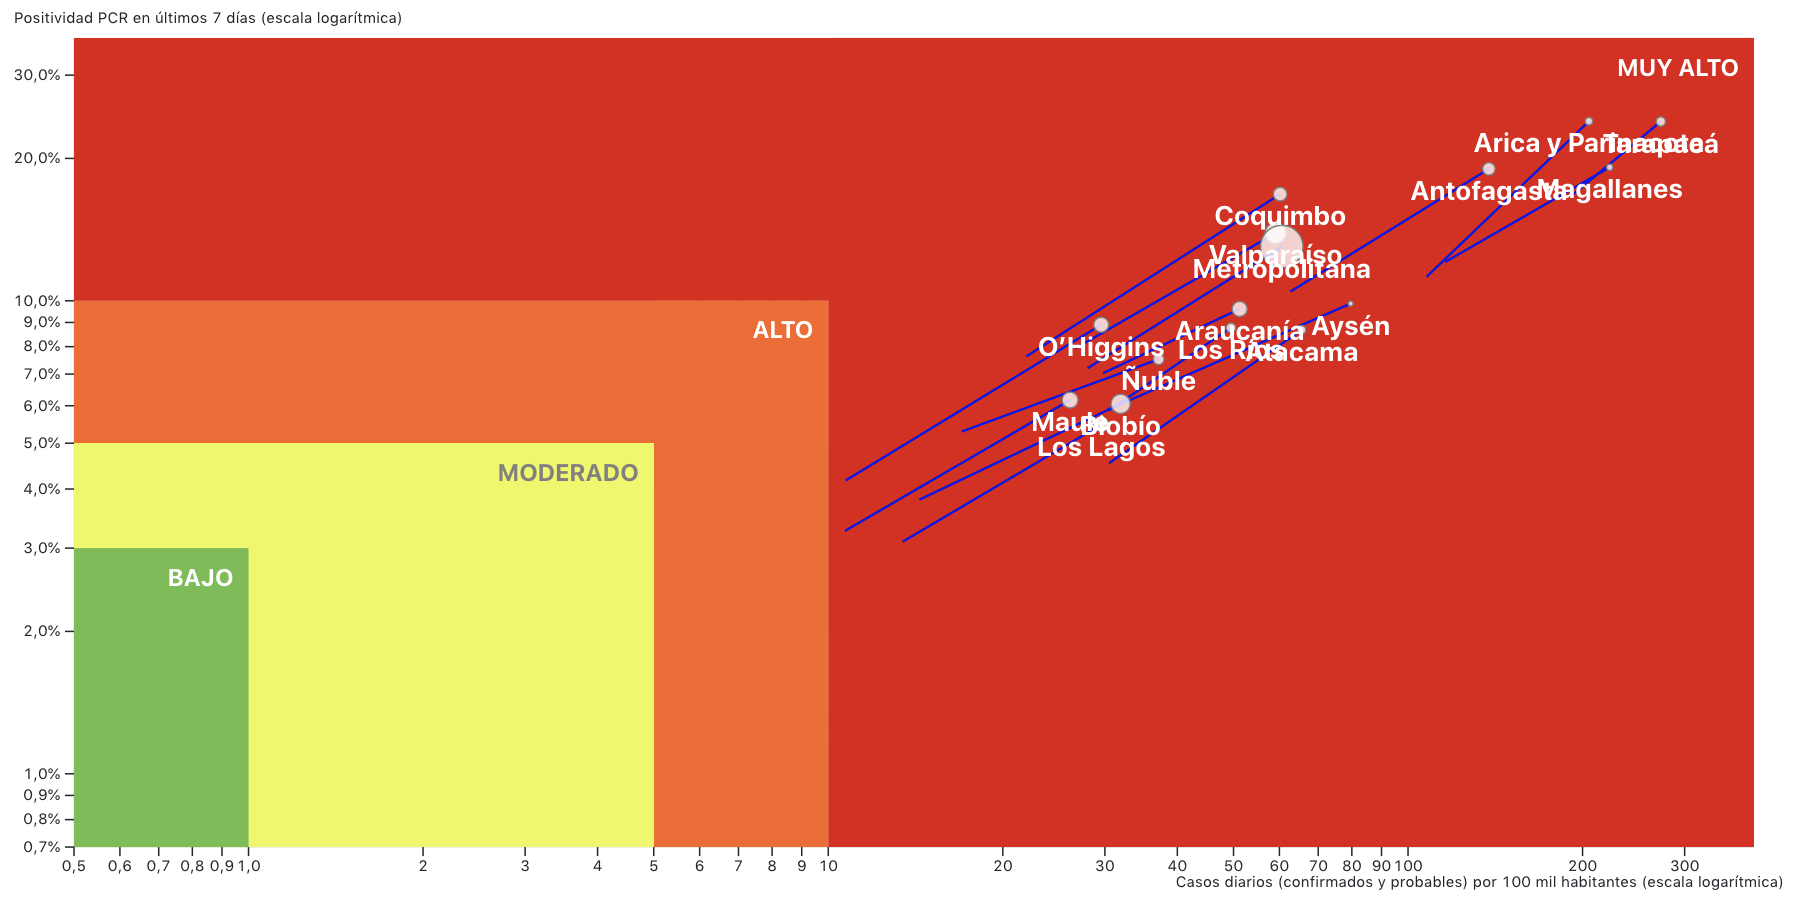 Positividad PCR en últimos 7 días (escala logarítmica)
MUY ALTO
30,0%
20,0%
10,0%
9,0%
8,0%
7,0%
6,0%
5,0%
4,0%
3,0%
2,0%
1,0%
0,9%
0,8%
0,7%
Arica y Parinacota
Tarapacá
Antofagasta
Magallanes
Coquimbo
Valparaíso
Metropolitana
ALTO
Araucanía
Aysén
O'Higgins
Los Ríos
Atacama
Ñuble
Maule
Biobío
Los Lagos
MODERADO
BAJO
0,5 0,6 0,7 0,8 0,9 1,0 2 3 4 5 6 7 8 9 10 20 30 40 50 60 70 80 90 100 200 300
Casos diarios (confirmados y probables) por 100 mil habitantes (escala logarítmica)